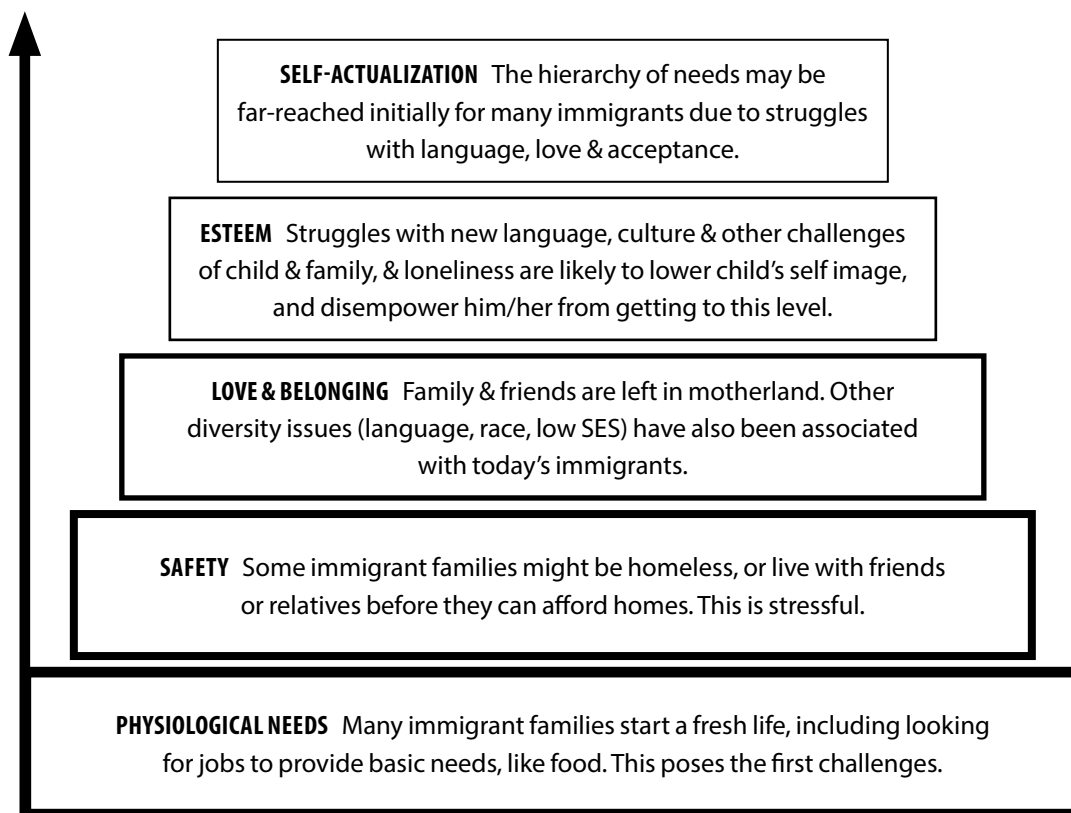 SELF-ACTUALIZATION The hierarchy of needs may be
far-reached initially for many immigrants due to struggles
with language, love & acceptance.
ESTEEM Struggles with new language, culture & other challenges
of child & family, & loneliness are likely to lower child's self image,
and disempower him/her from getting to this level.
LOVE & BELONGING Family & friends are left in motherland. Other
diversity issues (language, race, low SES) have also been associated
with today's immigrants.
SAFETY Some immigrant families might be homeless, or live with friends
or relatives before they can afford homes. This is stressful.
PHYSIOLOGICAL NEEDS Many immigrant families start a fresh life, including looking
for jobs to provide basic needs, like food. This poses the first challenges.